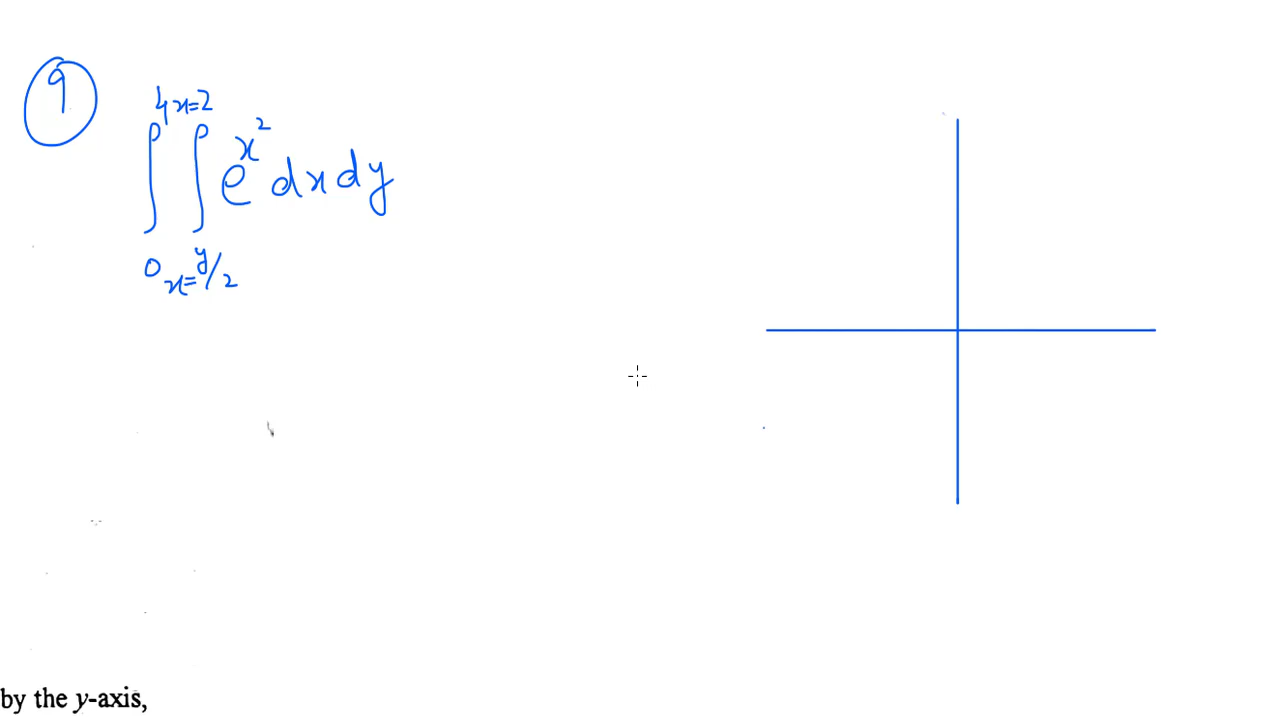 9
∫₀⁴ ∫_{x=y/2}^{x=2} e^{x²} dx dy
by the y-axis,